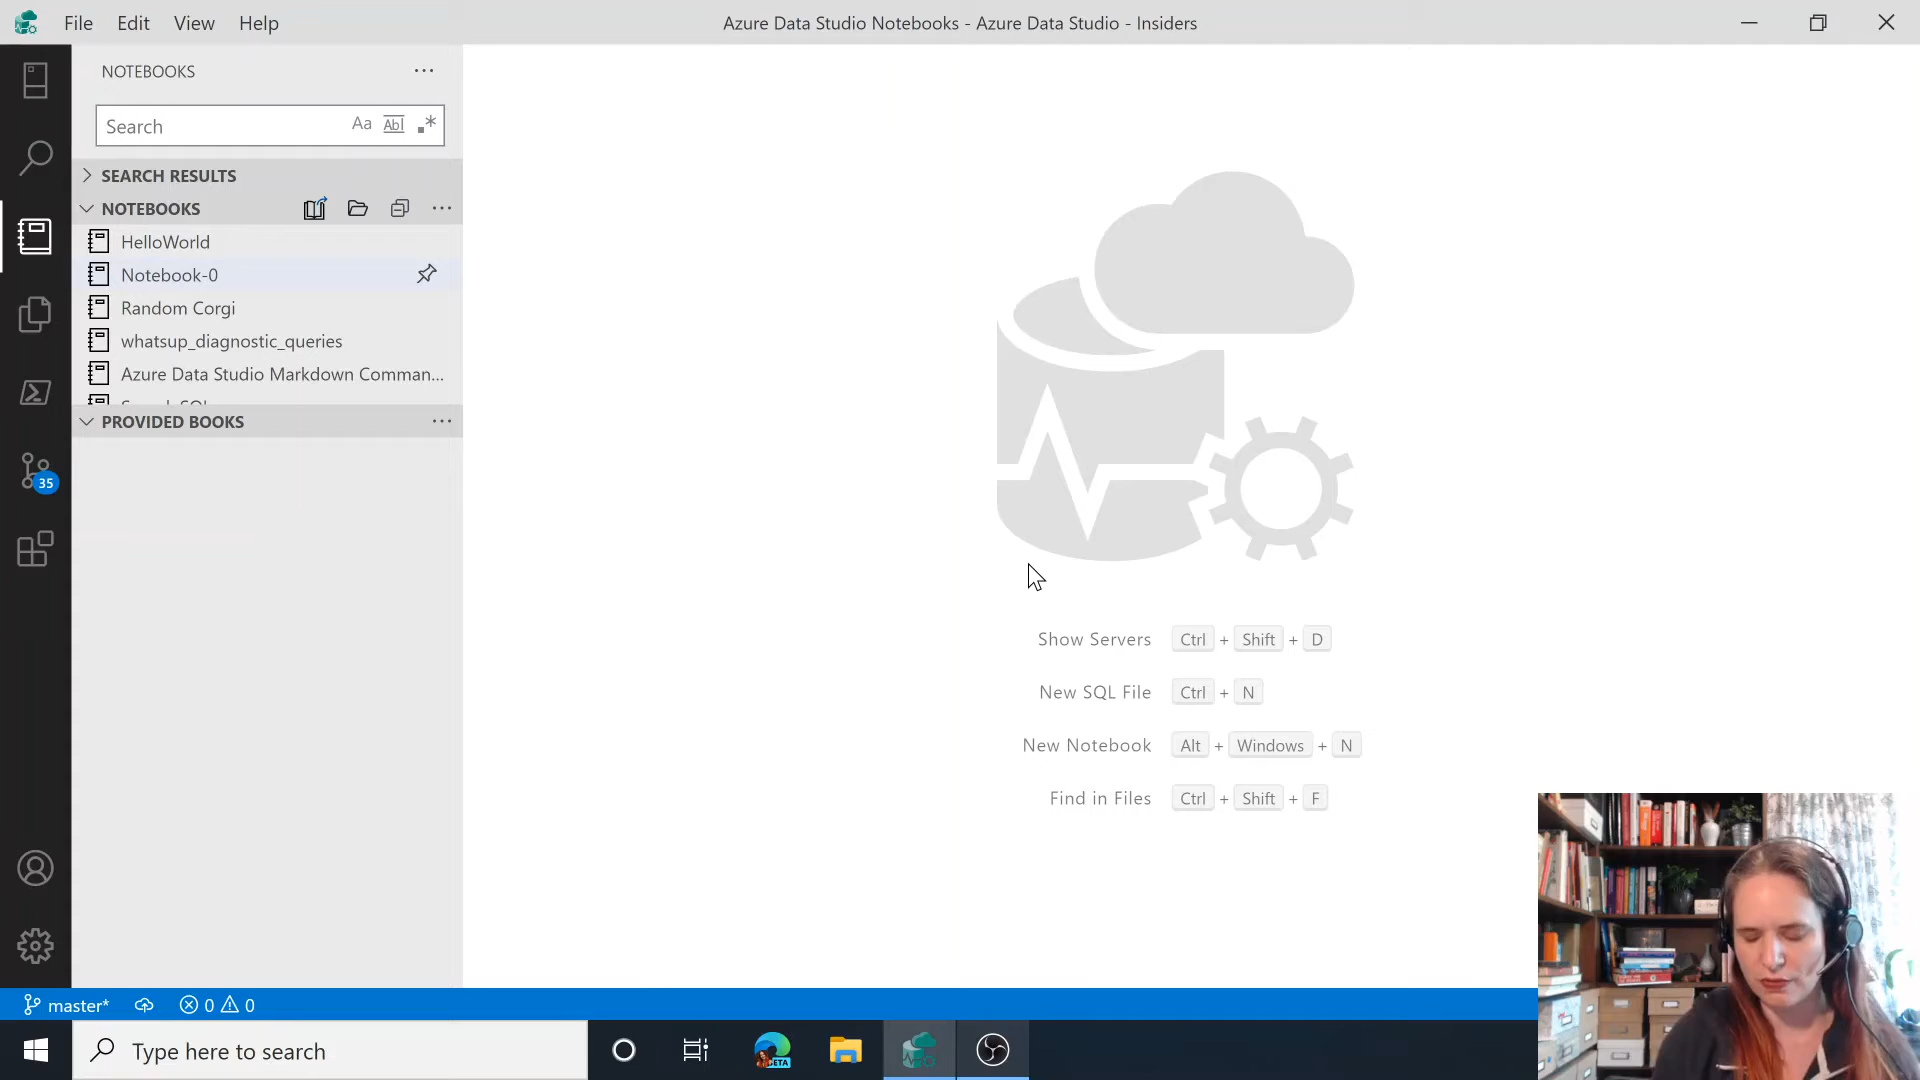 File Edit View Help
Azure Data Studio Notebooks - Azure Data Studio - Insiders
NOTEBOOKS
Search
Aa Abl .*
SEARCH RESULTS
NOTEBOOKS
HelloWorld
Notebook-0
Random Corgi
whatsup_diagnostic_queries
Azure Data Studio Markdown Comman...
PROVIDED BOOKS
35
Show Servers Ctrl + Shift + D
New SQL File Ctrl + N
New Notebook Alt + Windows + N
Find in Files Ctrl + Shift + F
master* 0 0
Type here to search
BETA